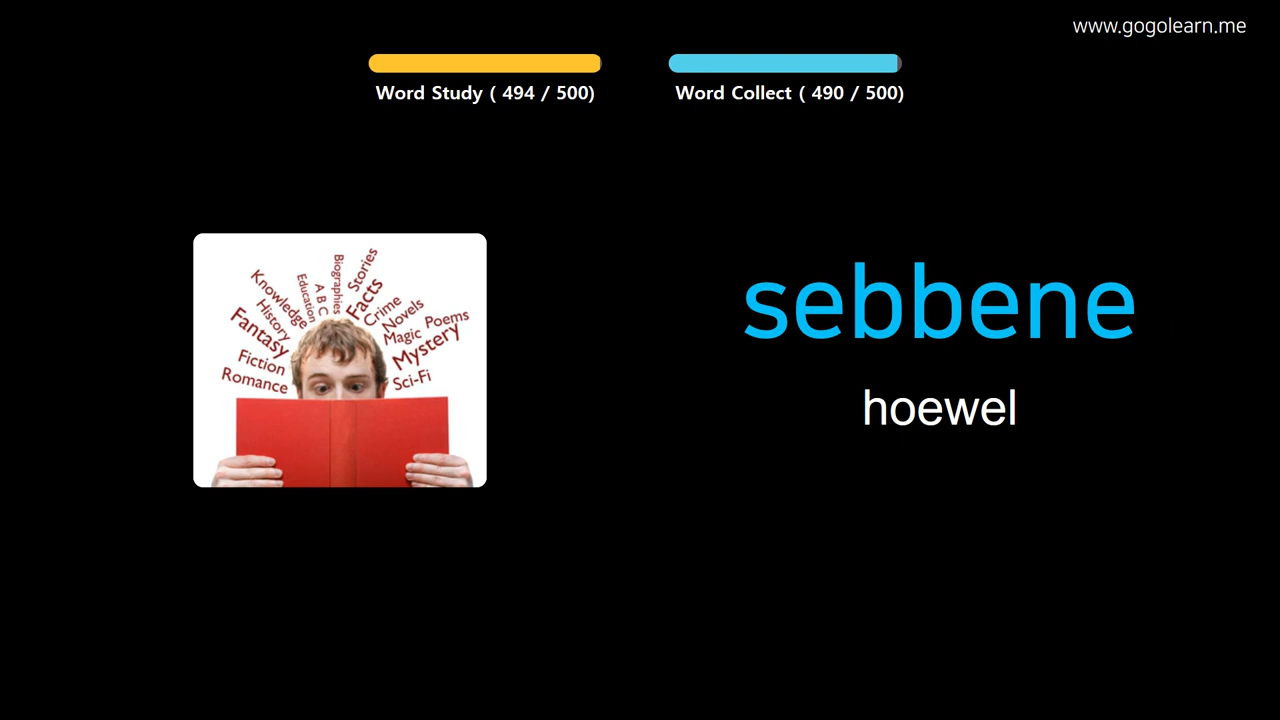 www.gogolearn.me
Word Study ( 494 / 500)
Word Collect ( 490 / 500)
sebbene
hoewel
Knowledge
History
Fantasy
Fiction
Romance
Education
A B C
Biographies
Stories
Facts
Crime
Novels
Magic
Poems
Mystery
Sci-Fi